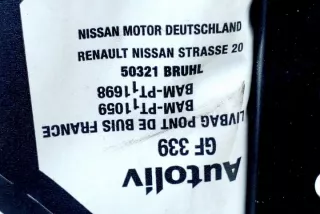 NISSAN MOTOR DEUTSCHLAND
RENAULT NISSAN STRASSE 20
50321 BRUHL
Autoliv
GF 339
LIVBAG PONT DE BUIS FRANCE
BAM-PT₁1059
BAM-PT₁1698